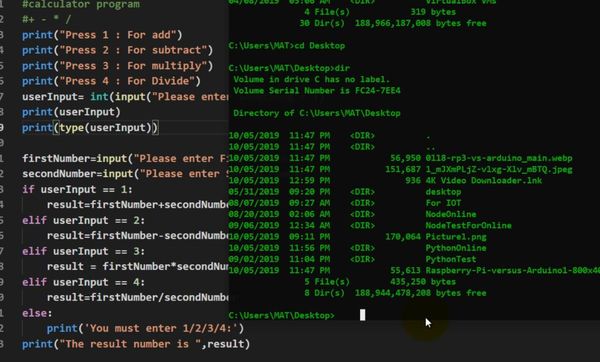 #calculator program
#+ - * /
print("Press 1 : For add")
print("Press 2 : For subtract")
print("Press 3 : For multiply")
print("Press 4 : For Divide")
userInput= int(input("Please enter
print(userInput)
print(type(userInput))
firstNumber=input("Please enter F
secondNumber=input("Please enter
if userInput == 1:
result=firstNumber+secondNumbe
elif userInput == 2:
result=firstNumber-secondNumbe
elif userInput == 3:
result = firstNumber*secondNum
elif userInput == 4:
result=firstNumber/secondNumbe
else:
print('You must enter 1/2/3/4:')
print("The result number is ",result)
04/08/2019 05:06 AM <DIR> VirtualBox VMs
4 File(s) 319 bytes
30 Dir(s) 188,966,187,008 bytes free
C:\Users\MAT>cd Desktop
C:\Users\MAT\Desktop>dir
Volume in drive C has no label.
Volume Serial Number is FC24-7EE4
Directory of C:\Users\MAT\Desktop
10/05/2019 11:47 PM <DIR> .
10/05/2019 11:47 PM <DIR> ..
10/05/2019 11:47 PM 56,950 0118-rp3-vs-arduino_main.webp
10/05/2019 11:47 PM 151,687 1_mJXmPLjZ-vlxg-Xlv_mBTQ.jpeg
10/05/2019 12:59 PM 936 4K Video Downloader.lnk
05/31/2019 09:20 PM <DIR> desktop
08/07/2019 09:27 AM <DIR> For IOT
08/20/2019 02:06 AM <DIR> NodeOnline
09/06/2019 12:34 AM <DIR> NodeTestForOnline
10/05/2019 09:11 PM 170,064 Picture1.png
10/05/2019 11:56 PM <DIR> PythonOnline
09/02/2019 11:04 PM <DIR> PythonTest
10/05/2019 11:47 PM 55,613 Raspberry-Pi-versus-Arduino1-800x4
5 File(s) 435,250 bytes
8 Dir(s) 188,944,478,208 bytes free
C:\Users\MAT\Desktop>